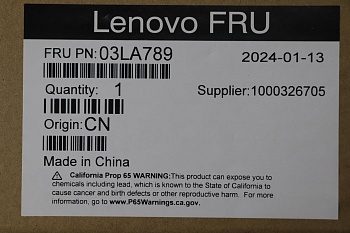 Lenovo FRU
FRU PN: 03LA789 2024-01-13
Quantity: 1 Supplier:1000326705
Origin: CN
Made in China
California Prop 65 WARNING:This product can expose you to
chemicals including lead, which is known to the State of California to
cause cancer and birth defects or other reproductive harm. For more
information, go to www.P65Warnings.ca.gov.